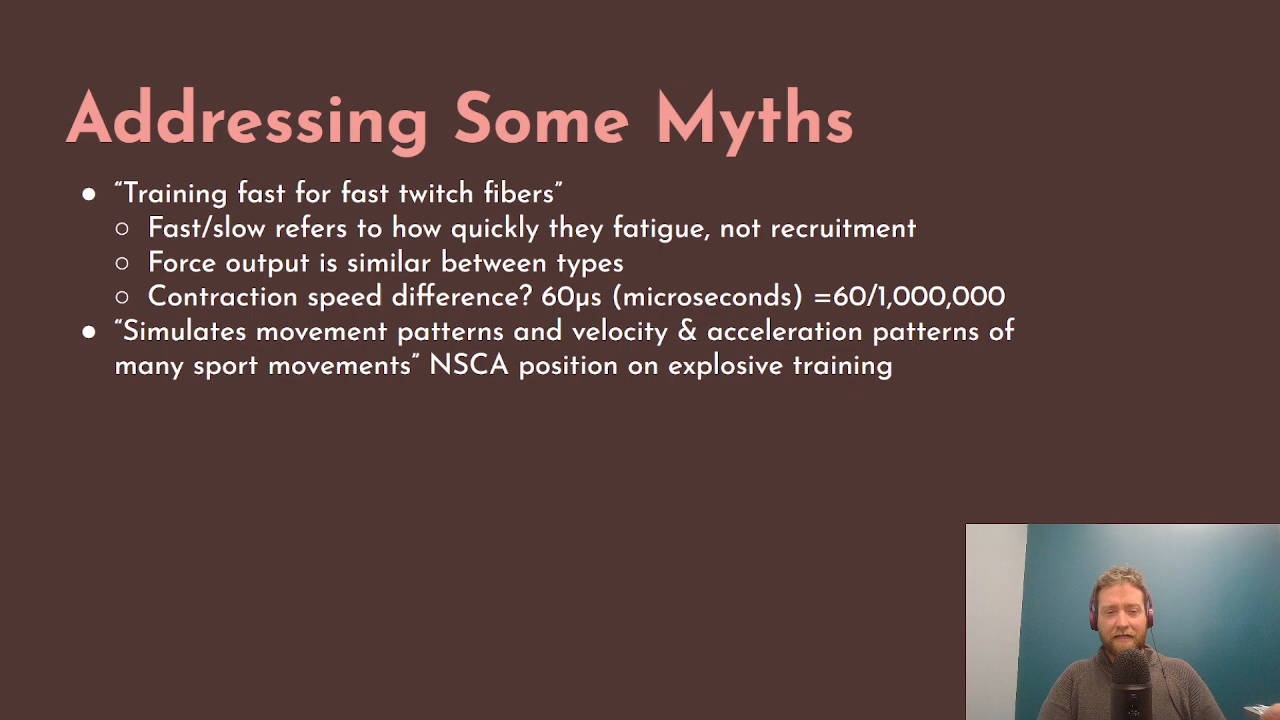 Addressing Some Myths
● “Training fast for fast twitch fibers”
○ Fast/slow refers to how quickly they fatigue, not recruitment
○ Force output is similar between types
○ Contraction speed difference? 60μs (microseconds) =60/1,000,000
● “Simulates movement patterns and velocity & acceleration patterns of
many sport movements” NSCA position on explosive training